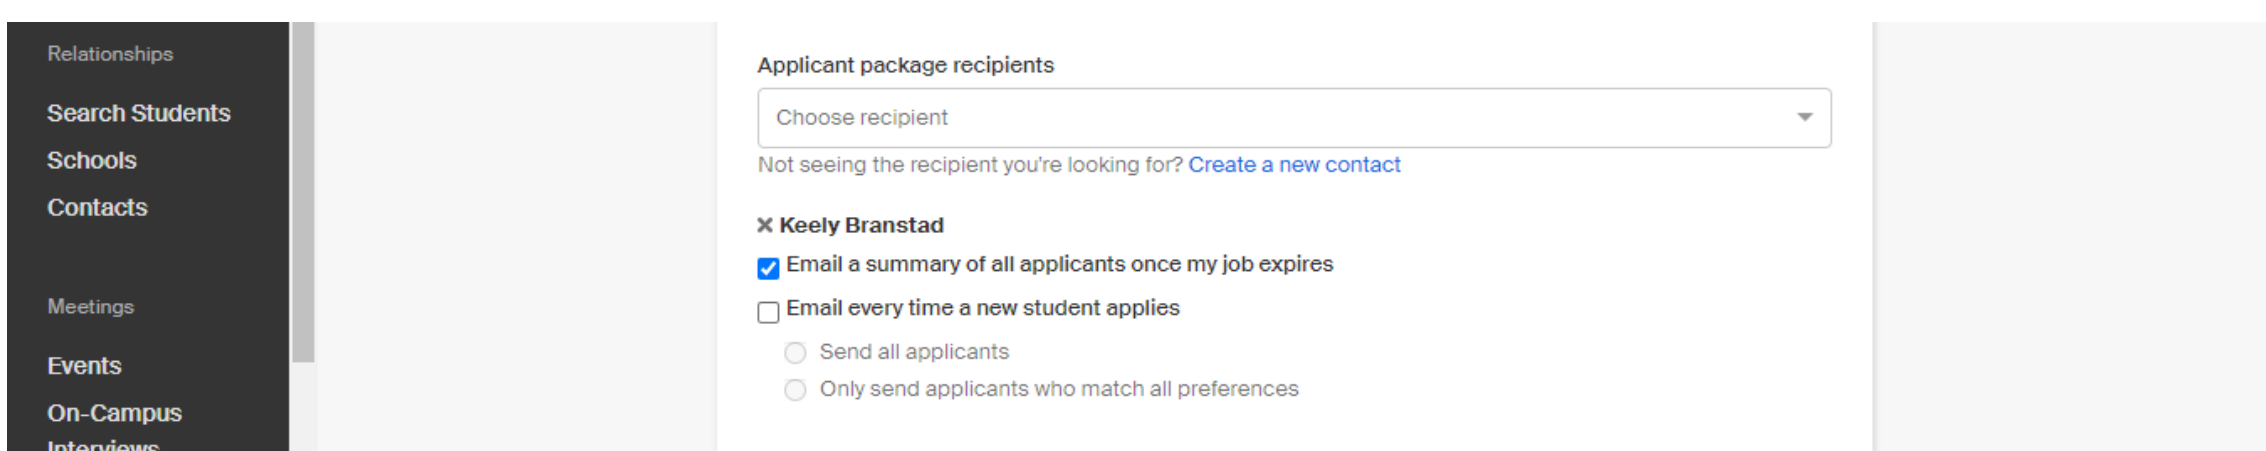 Relationships
Search Students
Schools
Contacts
Meetings
Events
On-Campus
Interviews
Applicant package recipients
Choose recipient
Not seeing the recipient you're looking for? Create a new contact
Keely Branstad
Email a summary of all applicants once my job expires
Email every time a new student applies
Send all applicants
Only send applicants who match all preferences